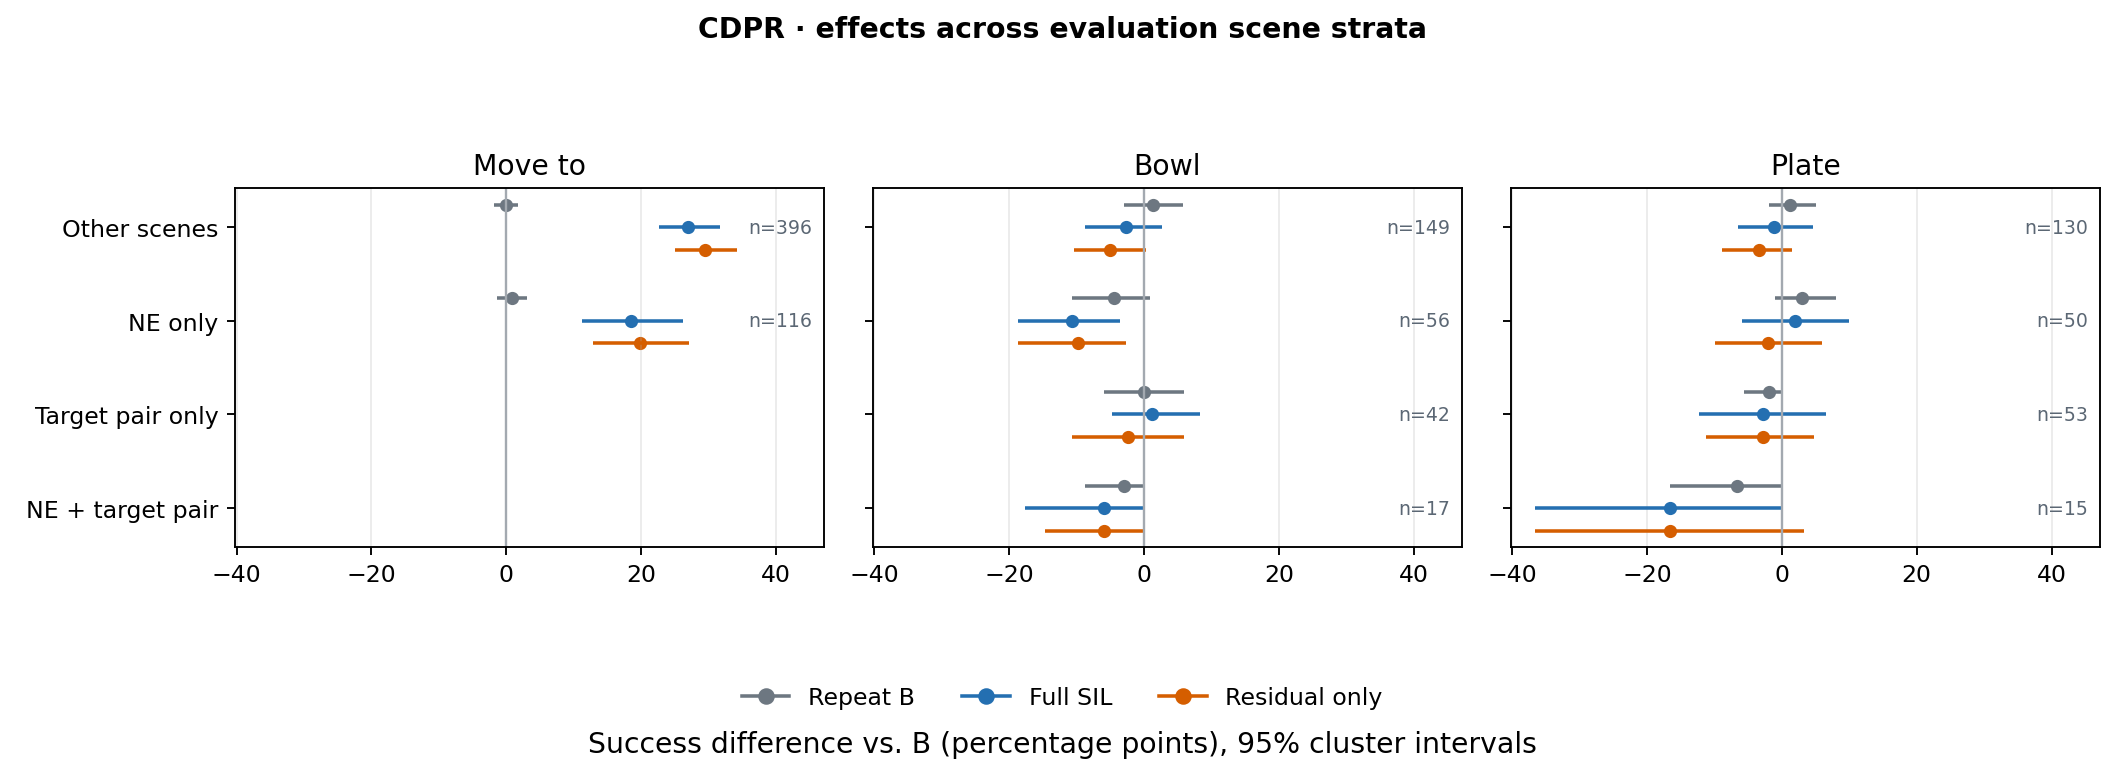 CDPR · effects across evaluation scene strata
Move to
Bowl
Plate
Other scenes
n=396
n=149
n=130
NE only
n=116
n=56
n=50
Target pair only
n=42
n=53
NE + target pair
n=17
n=15
−40 −20 0 20 40
−40 −20 0 20 40
−40 −20 0 20 40
Repeat B Full SIL Residual only
Success difference vs. B (percentage points), 95% cluster intervals